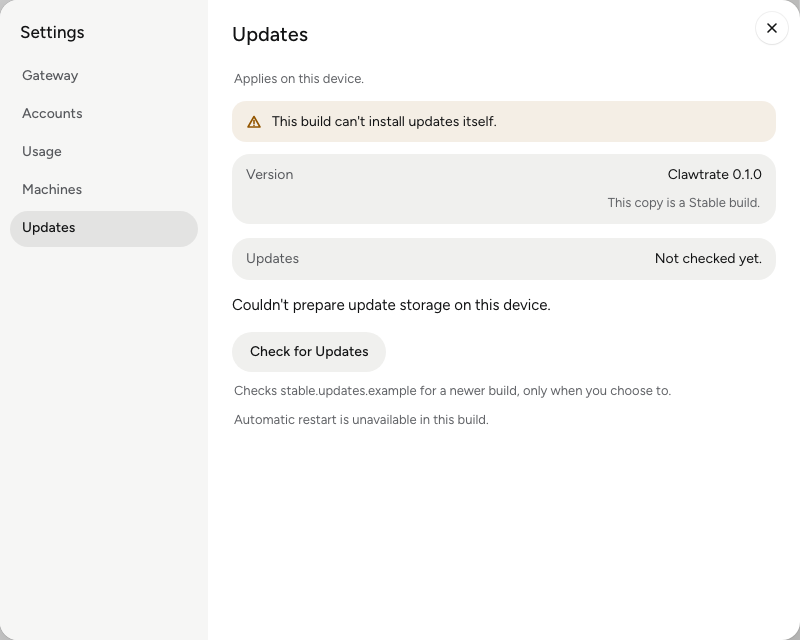 Settings
Gateway
Accounts
Usage
Machines
Updates
Updates
Applies on this device.
This build can't install updates itself.
Version
Clawtrate 0.1.0
This copy is a Stable build.
Updates
Not checked yet.
Couldn't prepare update storage on this device.
Check for Updates
Checks stable.updates.example for a newer build, only when you choose to.
Automatic restart is unavailable in this build.